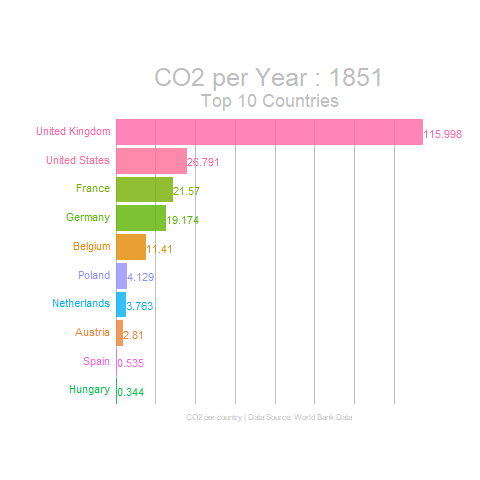 CO2 per Year : 1851
Top 10 Countries
United Kingdom 115.998
United States 26.791
France 21.57
Germany 19.174
Belgium 11.41
Poland 4.129
Netherlands 3.763
Austria 2.81
Spain 0.535
Hungary 0.344
CO2 per country | Data Source: World Bank Data